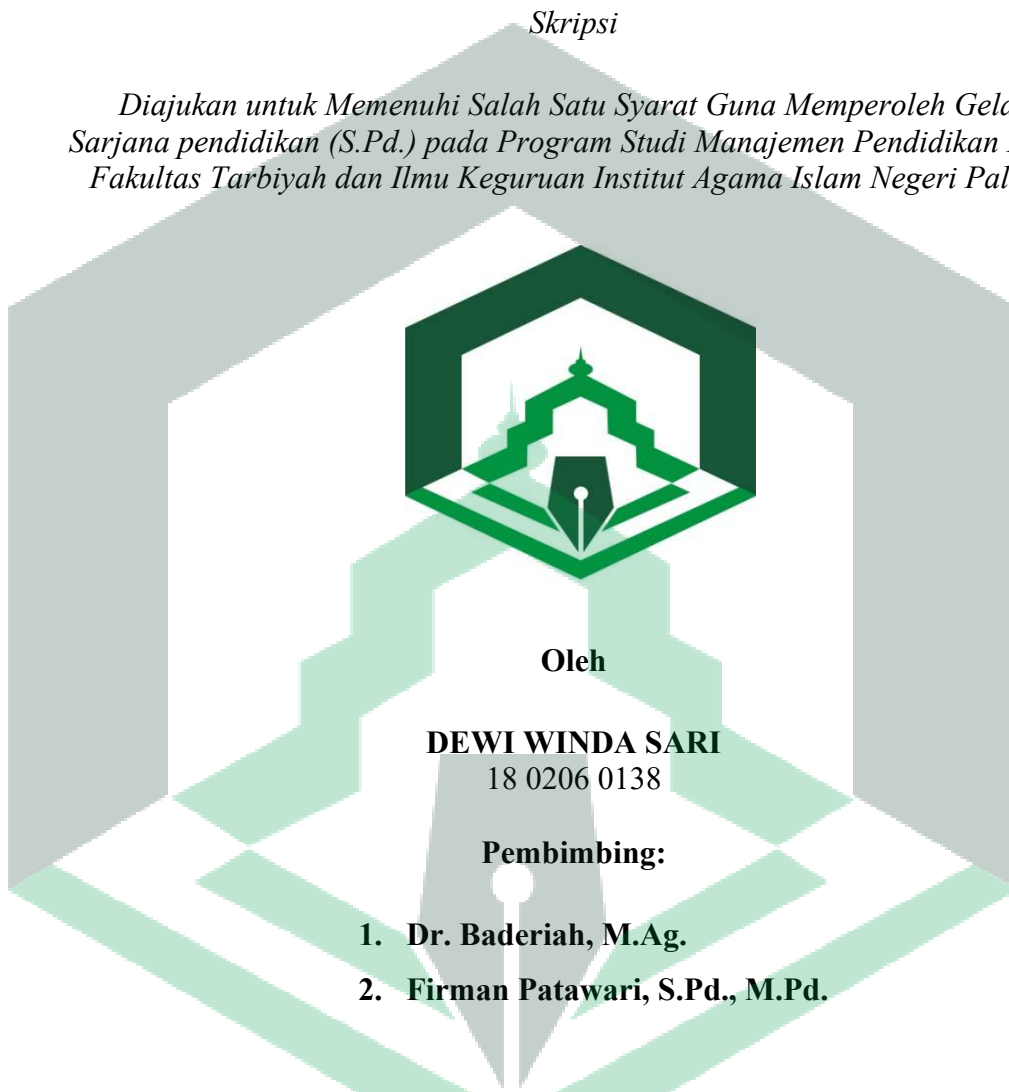 Skripsi
Diajukan untuk Memenuhi Salah Satu Syarat Guna Memperoleh
Sarjana pendidikan (S.Pd.) pada Program Studi Manajemen Pendidikan
Fakultas Tarbiyah dan Ilmu Keguruan Institut Agama Islam Negeri
Oleh
DEWI WINDA SARI
18 0206 0138
Pembimbing:
1. Dr. Baderiah, M.Ag.
2. Firman Patawari, S.Pd., M.Pd.